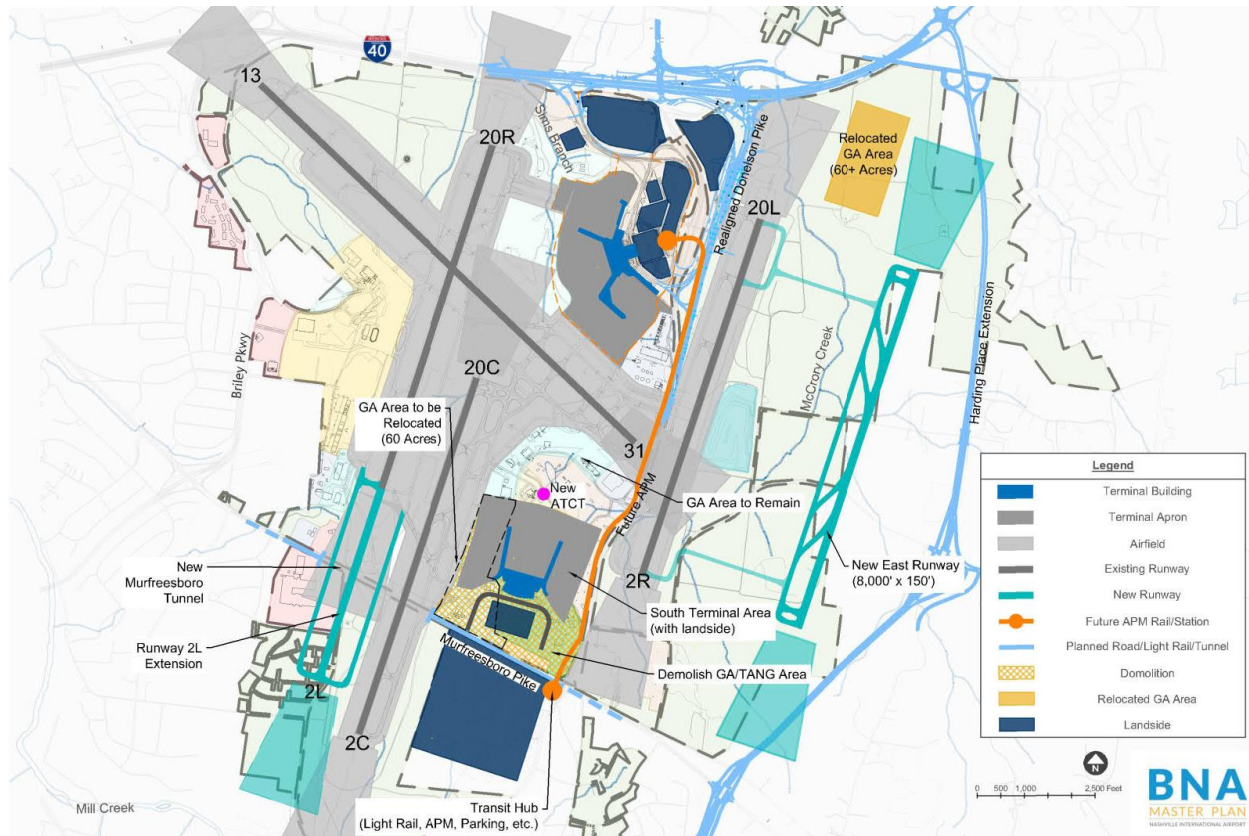 INTERSTATE
40
13
20R
Sims Branch
Realigned Donelson Pike
Relocated
GA Area
(60+ Acres)
20L
Harding Place Extension
McCrory Creek
Briley Pkwy
20C
GA Area to be
Relocated
(60 Acres)
31
New
ATCT
Future APM
GA Area to Remain
2R
New East Runway
(8,000' x 150')
New
Murfreesboro
Tunnel
South Terminal Area
(with landside)
Runway 2L
Extension
Murfreesboro Pike
Demolish GA/TANG Area
2L
2C
Mill Creek
Transit Hub
(Light Rail, APM, Parking, etc.)
Legend
Terminal Building
Terminal Apron
Airfield
Existing Runway
New Runway
Future APM Rail/Station
Planned Road/Light Rail/Tunnel
Domolition
Relocated GA Area
Landside
N
0 500 1,000 2,500 Feet
BNA
MASTER PLAN
NASHVILLE INTERNATIONAL AIRPORT